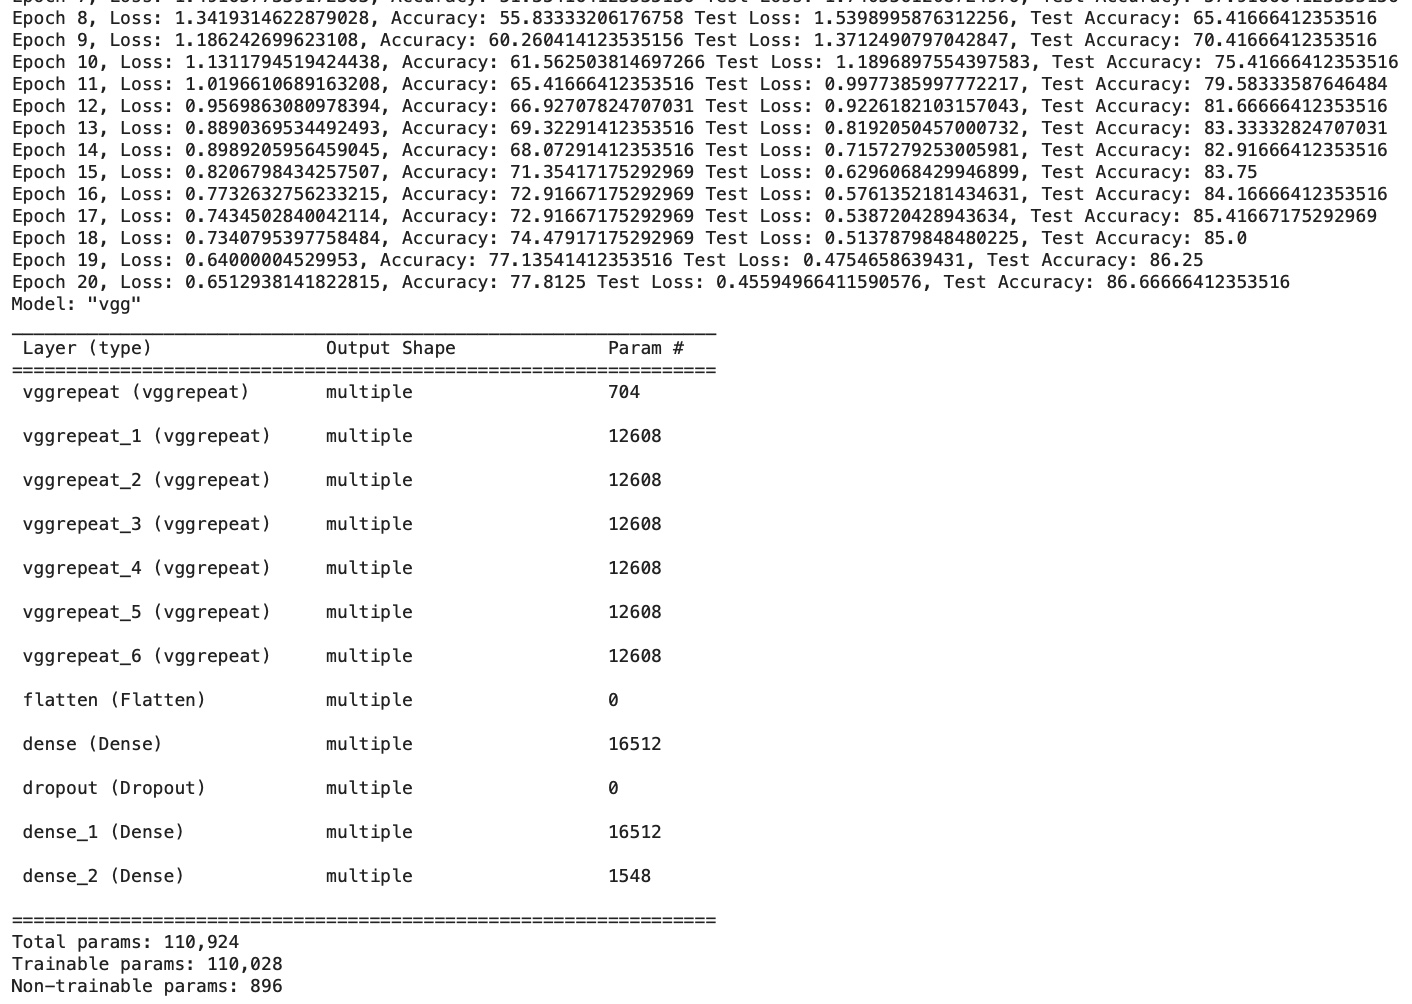 Epoch 8, Loss: 1.3419314622879028, Accuracy: 55.83333206176758 Test Loss: 1.5398995876312256, Test Accuracy: 65.41666412353516
Epoch 9, Loss: 1.186242699623108, Accuracy: 60.260414123535156 Test Loss: 1.3712490797042847, Test Accuracy: 70.41666412353516
Epoch 10, Loss: 1.1311794519424438, Accuracy: 61.562503814697266 Test Loss: 1.1896897554397583, Test Accuracy: 75.41666412353516
Epoch 11, Loss: 1.0196610689163208, Accuracy: 65.41666412353516 Test Loss: 0.9977385997772217, Test Accuracy: 79.58333587646484
Epoch 12, Loss: 0.9569863080978394, Accuracy: 66.92707824707031 Test Loss: 0.9226182103157043, Test Accuracy: 81.66666412353516
Epoch 13, Loss: 0.8890369534492493, Accuracy: 69.32291412353516 Test Loss: 0.8192050457000732, Test Accuracy: 83.33332824707031
Epoch 14, Loss: 0.8989205956459045, Accuracy: 68.07291412353516 Test Loss: 0.7157279253005981, Test Accuracy: 82.91666412353516
Epoch 15, Loss: 0.8206798434257507, Accuracy: 71.35417175292969 Test Loss: 0.6296068429946899, Test Accuracy: 83.75
Epoch 16, Loss: 0.7732632756233215, Accuracy: 72.91667175292969 Test Loss: 0.5761352181434631, Test Accuracy: 84.16666412353516
Epoch 17, Loss: 0.7434502840042114, Accuracy: 72.91667175292969 Test Loss: 0.538720428943634, Test Accuracy: 85.41667175292969
Epoch 18, Loss: 0.7340795397758484, Accuracy: 74.47917175292969 Test Loss: 0.5137879848480225, Test Accuracy: 85.0
Epoch 19, Loss: 0.64000004529953, Accuracy: 77.13541412353516 Test Loss: 0.4754658639431, Test Accuracy: 86.25
Epoch 20, Loss: 0.6512938141822815, Accuracy: 77.8125 Test Loss: 0.45594966411590576, Test Accuracy: 86.66666412353516
Model: "vgg"
Layer (type) Output Shape Param #
vggrepeat (vggrepeat) multiple 704
vggrepeat_1 (vggrepeat) multiple 12608
vggrepeat_2 (vggrepeat) multiple 12608
vggrepeat_3 (vggrepeat) multiple 12608
vggrepeat_4 (vggrepeat) multiple 12608
vggrepeat_5 (vggrepeat) multiple 12608
vggrepeat_6 (vggrepeat) multiple 12608
flatten (Flatten) multiple 0
dense (Dense) multiple 16512
dropout (Dropout) multiple 0
dense_1 (Dense) multiple 16512
dense_2 (Dense) multiple 1548
Total params: 110,924
Trainable params: 110,028
Non-trainable params: 896